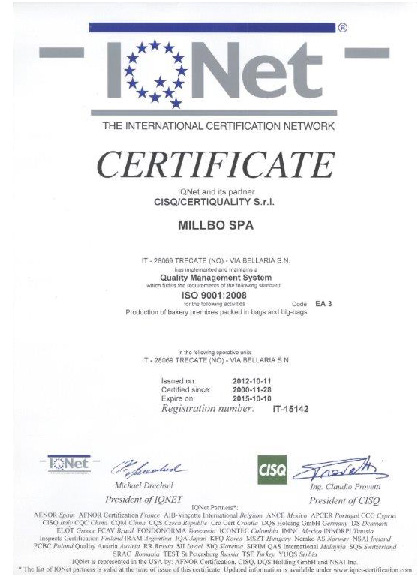 IQNet ®
THE INTERNATIONAL CERTIFICATION NETWORK
CERTIFICATE
IQNet and its partner
CISQ/CERTIQUALITY S.r.l.
MILLBO SPA
IT - 28069 TRECATE (NO) - VIA BELLARIA S.N.
has implemented and maintains a
Quality Management System
which fulfills the requirements of the following standard
ISO 9001:2008
for the following activities
Code EA 3
Production of bakery premixes packed in bags and big-bags
in the following operative units
IT - 28069 TRECATE (NO) - VIA BELLARIA S.N.
Issued on: 2012-10-11
Certified since: 2000-11-28
Expire on: 2015-10-10
Registration number: IT-15142
IQNet
CISQ
Michael Drechsel
Ing. Claudio Provetti
President of IQNET
President of CISQ
IQNet Partners*:
AENOR Spain AFNOR Certification France AIB-Vinçotte International Belgium ANCE Mexico APCER Portugal CCC Cyprus
CISQ Italy CQC China CQM China CQS Czech Republic Cro Cert Croatia DQS Holding GmbH Germany DS Denmark
ELOT Greece FCAV Brazil FONDONORMA Venezuela ICONTEC Colombia IMNC Mexico INNORPI Tunisia
Inspecta Certification Finland IRAM Argentina JQA Japan KFQ Korea MSZT Hungary Nemko AS Norway NSAI Ireland
PCBC Poland Quality Austria Austria RR Russia SII Israel SIQ Slovenia SIRIM QAS International Malaysia SQS Switzerland
SRAC Romania TEST St Petersburg Russia TSE Turkey YUQS Serbia
IQNet is represented in the USA by: AFNOR Certification, CISQ, DQS Holding GmbH and NSAI Inc.
* The list of IQNet partners is valid at the time of issue of this certificate. Updated information is available under www.iqnet-certification.com